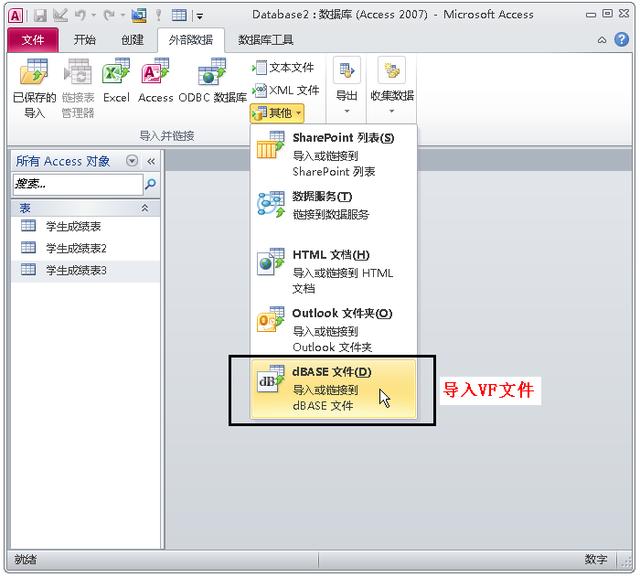 Database2 : 数据库 (Access 2007) - Microsoft Access
文件 开始 创建 外部数据 数据库工具
已保存的导入
链接表管理器
Excel
Access
ODBC 数据库
文本文件
XML 文件
其他
导出
收集数据
导入并链接
所有 Access 对象
搜索...
表
学生成绩表
学生成绩表2
学生成绩表3
SharePoint 列表(S)
导入或链接到
SharePoint 列表
数据服务(T)
链接到数据服务
HTML 文档(H)
导入或链接到 HTML
文档
Outlook 文件夹(O)
导入或链接到
Outlook 文件夹
dBASE 文件(D)
导入或链接到
dBASE 文件
导入VF文件
就绪
数字